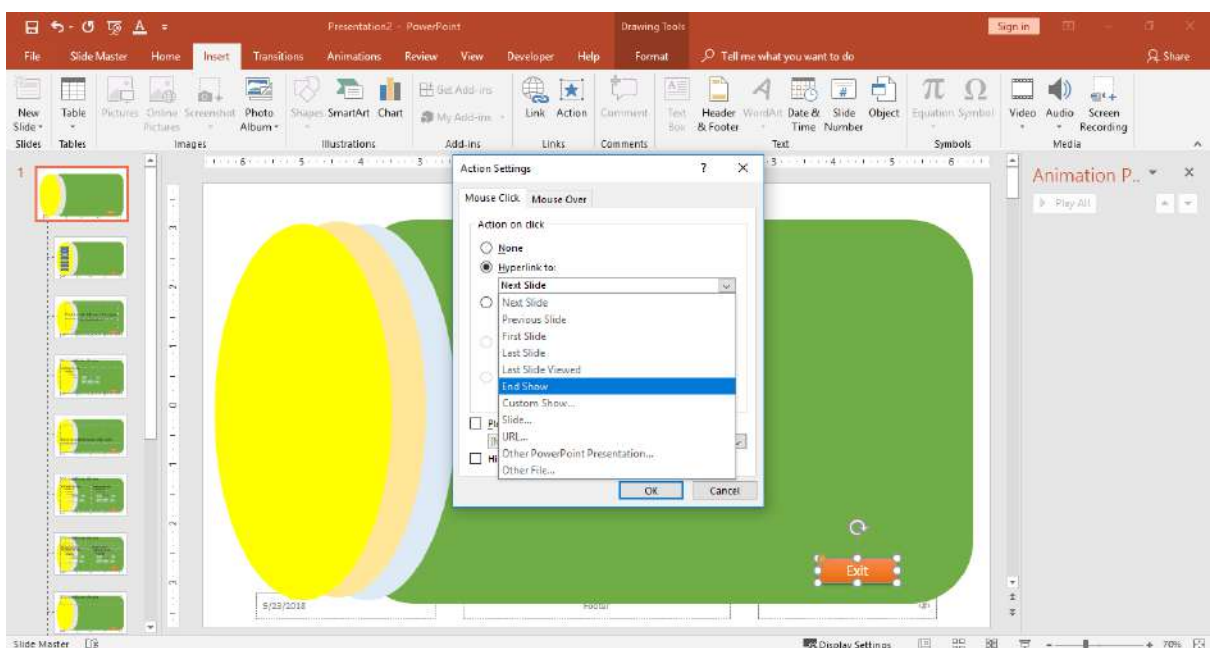 Presentation2 - PowerPoint
Drawing Tools
Sign in
File Slide Master Home Insert Transitions Animations Review View Developer Help Format Tell me what you want to do Share
New Slide
Table
Pictures
Online Pictures
Screenshot
Photo Album
Shapes
SmartArt
Chart
Get Add-ins
My Add-ins
Link
Action
Comment
Text Box
Header & Footer
WordArt
Date & Time
Slide Number
Object
Equation
Symbol
Video
Audio
Screen Recording
Slides Tables Images Illustrations Add-ins Links Comments Text Symbols Media
1
Action Settings
? X
Mouse Click Mouse Over
Action on click
None
Hyperlink to:
Next Slide
Next Slide
Previous Slide
First Slide
Last Slide
Last Slide Viewed
End Show
Custom Show...
Slide...
URL...
Other PowerPoint Presentation...
Other File...
OK Cancel
Animation P...
Play All
Exit
9/23/2018
Footer
Slide Master
Display Settings
70%